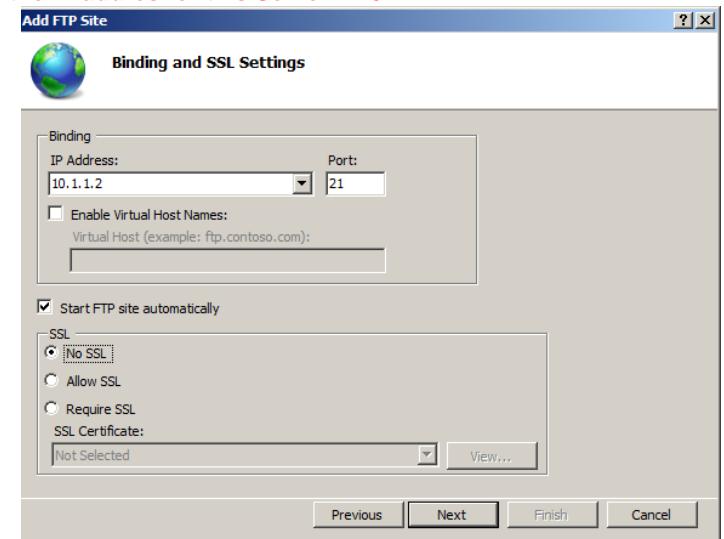 Add FTP Site
Binding and SSL Settings
Binding
IP Address: Port:
10.1.1.2 21
Enable Virtual Host Names:
Virtual Host (example: ftp.contoso.com):
Start FTP site automatically
SSL
No SSL
Allow SSL
Require SSL
SSL Certificate:
Not Selected View...
Previous Next Finish Cancel